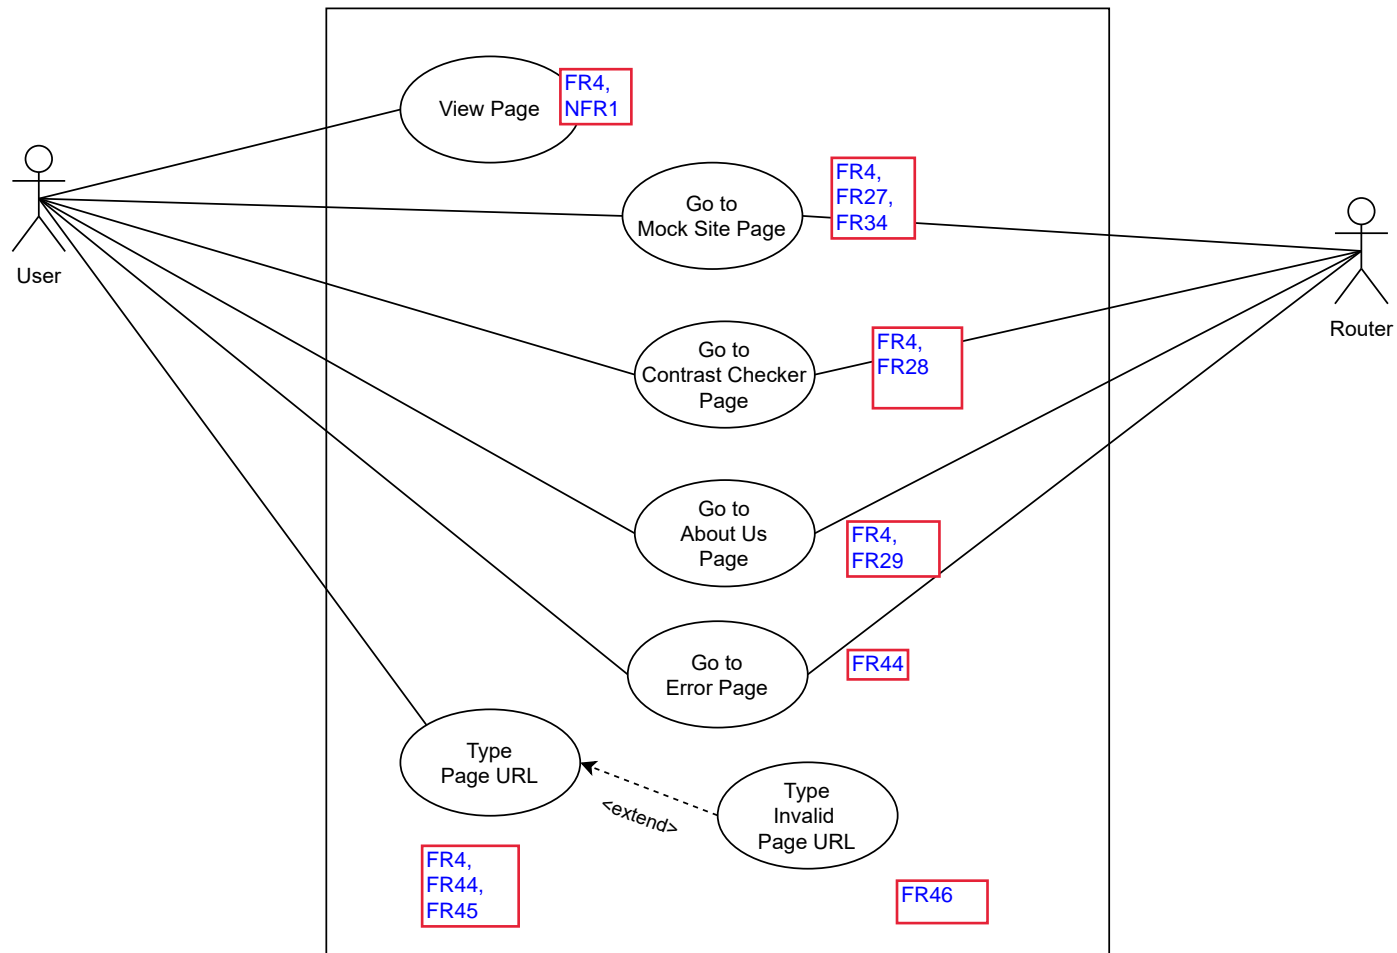 View Page
FR4,
NFR1
User
Go to
Mock Site Page
FR4,
FR27,
FR34
Router
Go to
Contrast Checker
Page
FR4,
FR28
Go to
About Us
Page
FR4,
FR29
Go to
Error Page
FR44
Type
Page URL
<extend>
Type
Invalid
Page URL
FR4,
FR44,
FR45
FR46